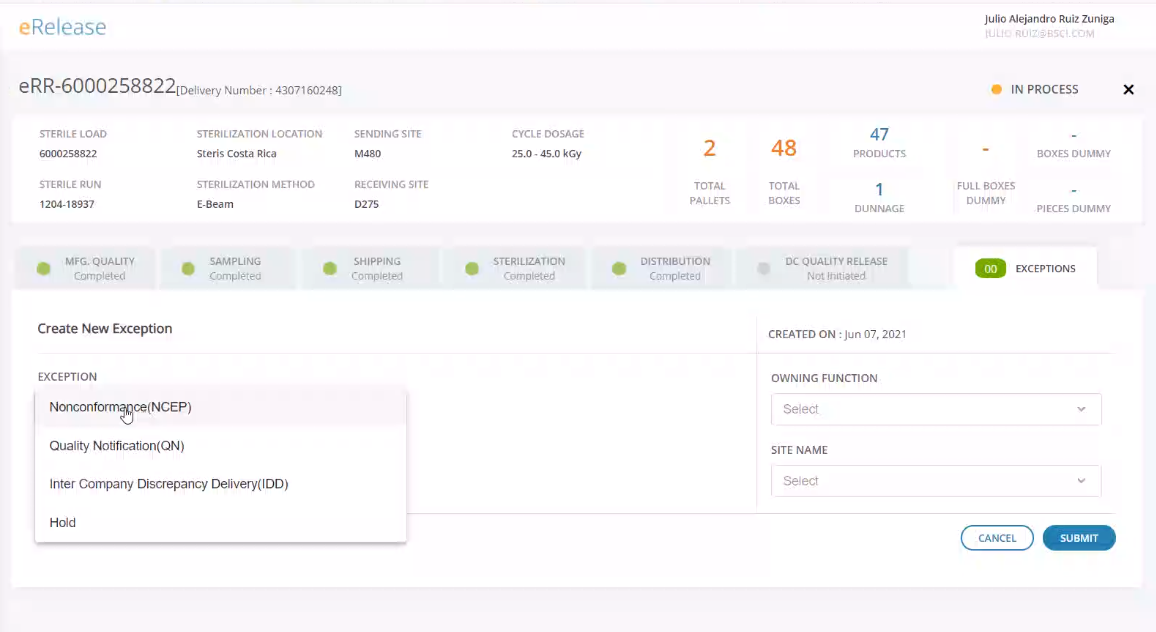 eRelease
Julio Alejandro Ruiz Zuniga
JULIO.RUIZ@BSCI.COM
eRR-6000258822[Delivery Number : 4307160248]
IN PROCESS
STERILE LOAD
6000258822
STERILIZATION LOCATION
Steris Costa Rica
SENDING SITE
M480
CYCLE DOSAGE
25.0 - 45.0 kGy
STERILE RUN
1204-18937
STERILIZATION METHOD
E-Beam
RECEIVING SITE
D275
2
TOTAL
PALLETS
48
TOTAL
BOXES
47
PRODUCTS
1
DUNNAGE
-
FULL BOXES
DUMMY
-
BOXES DUMMY
-
PIECES DUMMY
MFG. QUALITY
Completed
SAMPLING
Completed
SHIPPING
Completed
STERILIZATION
Completed
DISTRIBUTION
Completed
DC QUALITY RELEASE
Not Initiated
00 EXCEPTIONS
Create New Exception
CREATED ON : Jun 07, 2021
EXCEPTION
Nonconformance(NCEP)
Quality Notification(QN)
Inter Company Discrepancy Delivery(IDD)
Hold
OWNING FUNCTION
Select
SITE NAME
Select
CANCEL
SUBMIT